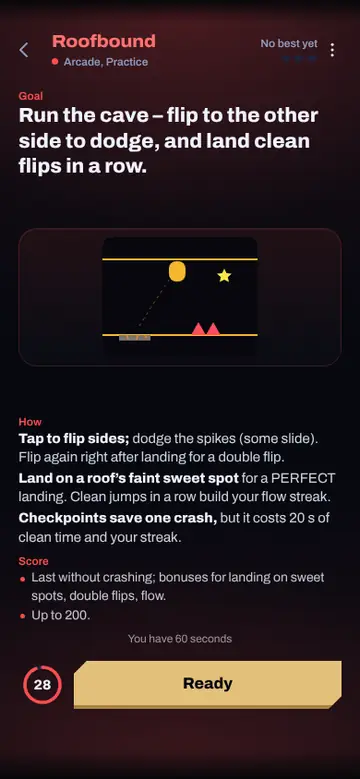 Roofbound
No best yet
Arcade, Practice
Goal
Run the cave – flip to the other
side to dodge, and land clean
flips in a row.
How
Tap to flip sides; dodge the spikes (some slide).
Flip again right after landing for a double flip.
Land on a roof's faint sweet spot for a PERFECT
landing. Clean jumps in a row build your flow streak.
Checkpoints save one crash, but it costs 20 s of
clean time and your streak.
Score
Last without crashing; bonuses for landing on sweet
spots, double flips, flow.
Up to 200.
You have 60 seconds
28
Ready